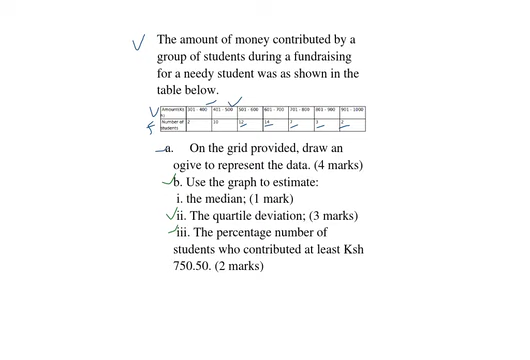 The amount of money contributed by a
group of students during a fundraising
for a needy student was as shown in the
table below.
Amount(Ks 301 - 400 401 - 500 501 - 600 601 - 700 701 - 800 801 - 900 901 - 1000
h)
Number of 2 10 12 14 3
students
a. On the grid provided, draw an
ogive to represent the data. (4 marks)
b. Use the graph to estimate:
i. the median; (1 mark)
ii. The quartile deviation; (3 marks)
iii. The percentage number of
students who contributed at least Ksh
750.50. (2 marks)